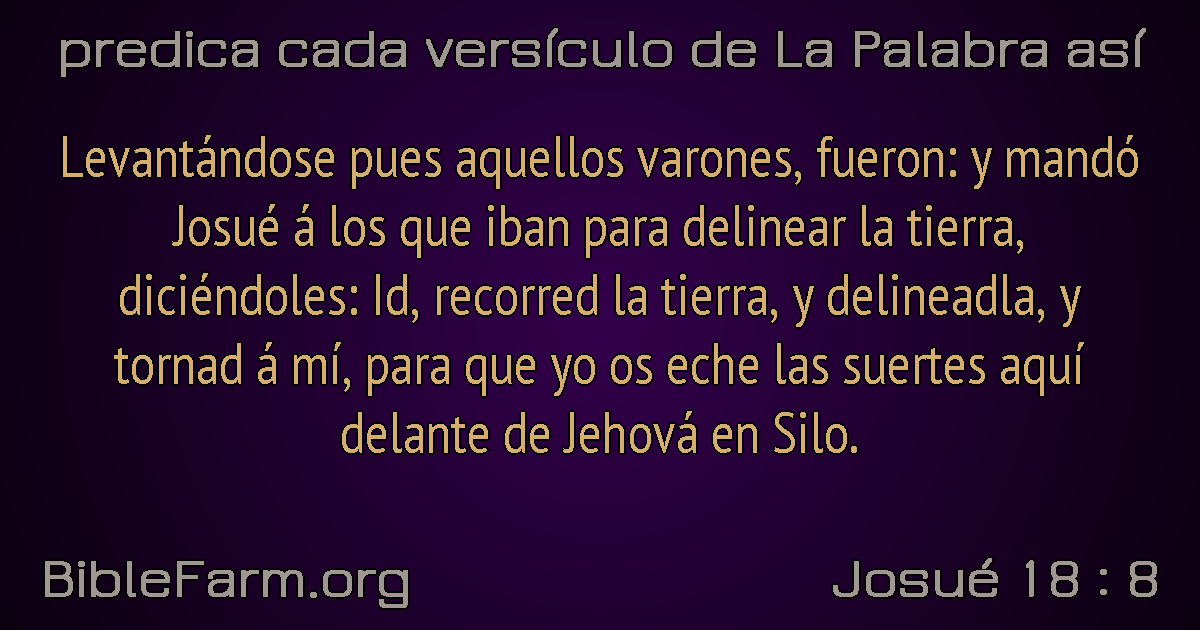 predica cada versículo de La Palabra así
Levantándose pues aquellos varones, fueron: y mandó
Josué á los que iban para delinear la tierra,
diciéndoles: Id, recorred la tierra, y delineadla, y
tornad á mí, para que yo os eche las suertes aquí
delante de Jehová en Silo.
BibleFarm.org
Josué 18 : 8